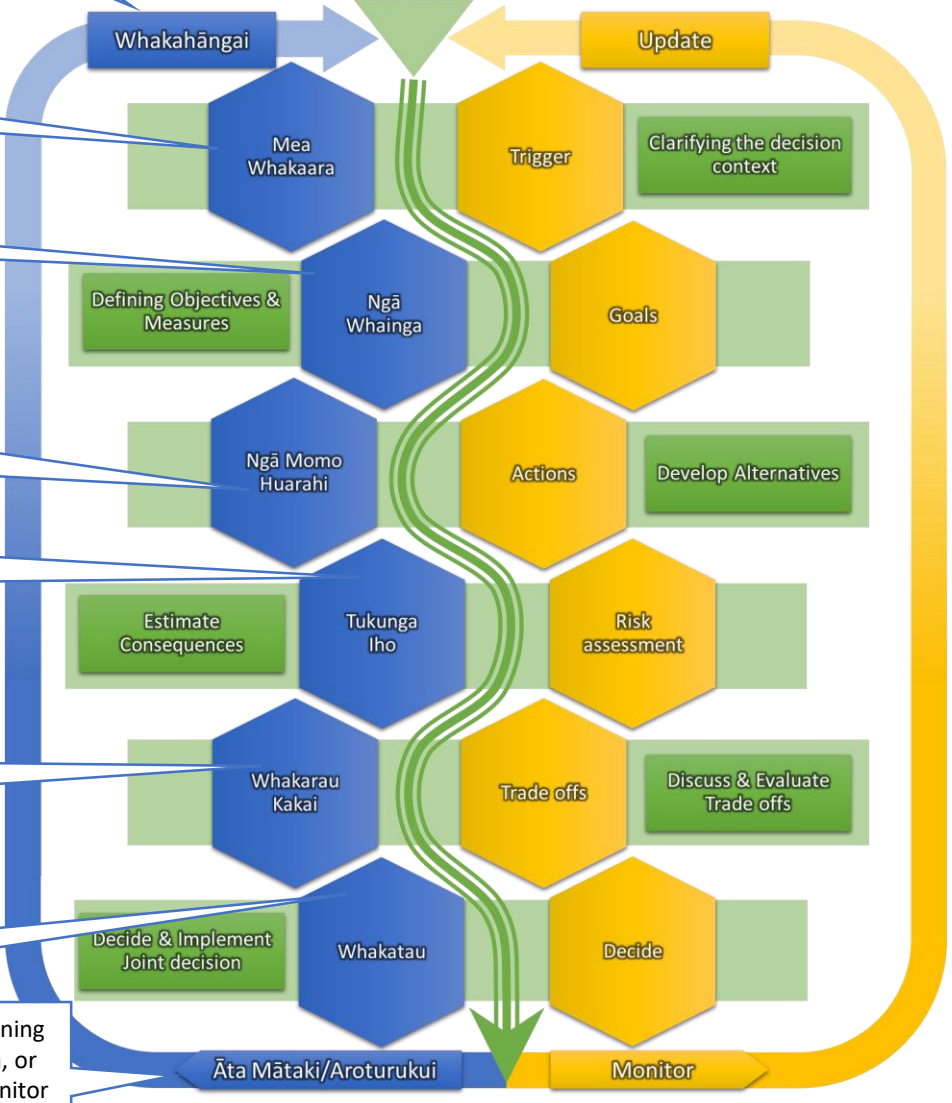 Whakahāngai
Update
Mea
Whakaara
Trigger
Clarifying the decision
context
Defining Objectives &
Measures
Ngā
Whainga
Goals
Ngā Momo
Huarahi
Actions
Develop Alternatives
Estimate
Consequences
Tukunga
Iho
Risk
assessment
Whakarau
Kakai
Trade offs
Discuss & Evaluate
Trade offs
Decide & Implement
Joint decision
Whakatau
Decide
or
Āta Mātaki/Aroturukui
Monitor